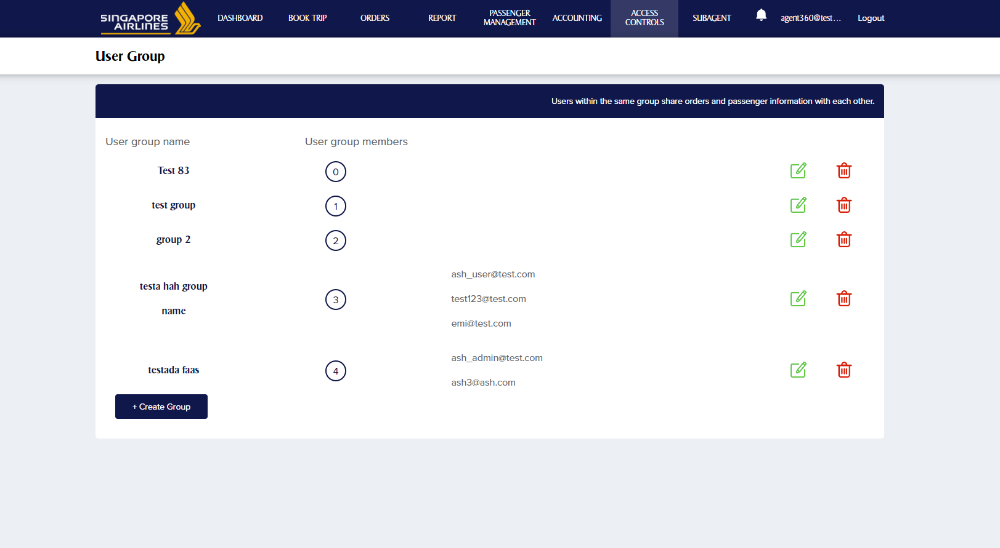 SINGAPORE
AIRLINES
DASHBOARD
BOOK TRIP
ORDERS
REPORT
PASSENGER
MANAGEMENT
ACCOUNTING
ACCESS
CONTROLS
SUBAGENT
agent360@test...
Logout
User Group
Users within the same group share orders and passenger information with each other.
User group name
User group members
Test 83
0
test group
1
group 2
2
testa hah group
name
3
ash_user@test.com
test123@test.com
emi@test.com
testada faas
4
ash_admin@test.com
ash3@ash.com
+ Create Group